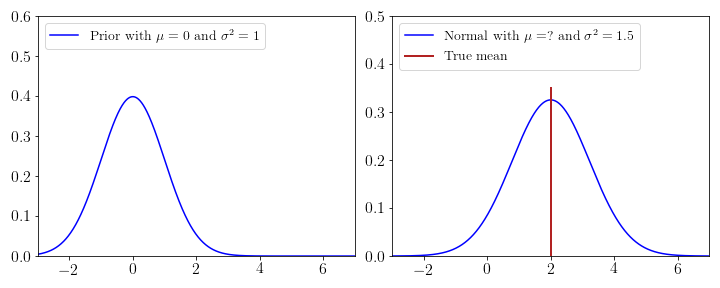 Prior with μ = 0 and σ² = 1
0.6
0.5
0.4
0.3
0.2
0.1
0.0
−2 0 2 4 6
Normal with μ =? and σ² = 1.5
True mean
0.5
0.4
0.3
0.2
0.1
0.0
−2 0 2 4 6